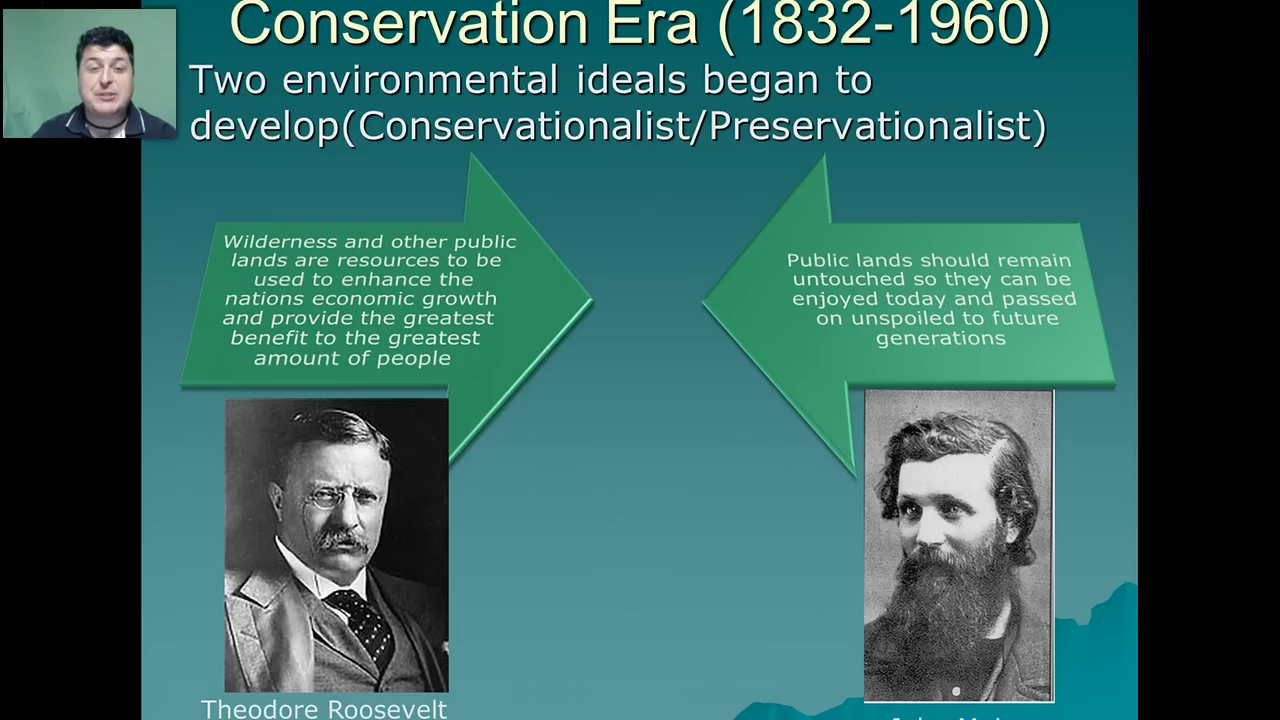 Conservation Era (1832-1960)
Two environmental ideals began to
develop(Conservationalist/Preservationalist)
Wilderness and other public
lands are resources to be
used to enhance the
nations economic growth
and provide the greatest
benefit to the greatest
amount of people
Public lands should remain
untouched so they can be
enjoyed today and passed
on unspoiled to future
generations
Theodore Roosevelt